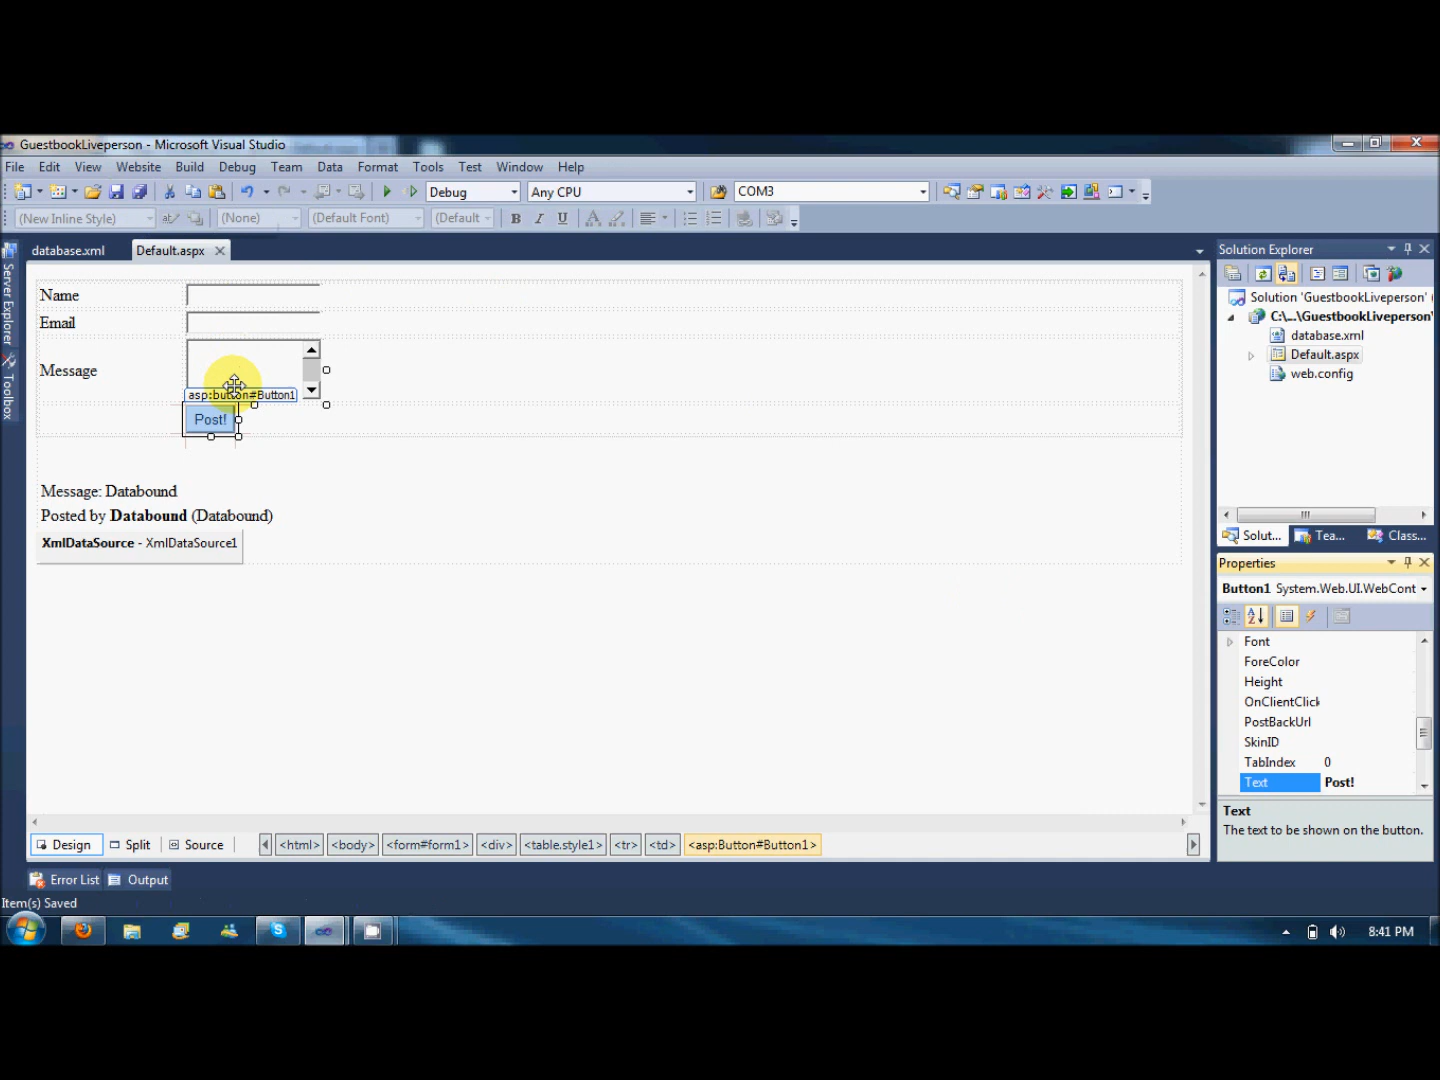 GuestbookLiveperson - Microsoft Visual Studio
File Edit View Website Build Debug Team Data Format Tools Test Window Help
Debug Any CPU COM3
(New Inline Style) (None) (Default Font) (Default B I U
database.xml Default.aspx
Server Explorer
Toolbox
Name
Email
Message
asp:button#Button1
Post!
Message: Databound
Posted by Databound (Databound)
XmlDataSource - XmlDataSource1
Design Split Source <html> <body> <form#form1> <div> <table.style1> <tr> <td> <asp:Button#Button1>
Error List Output
Item(s) Saved
Solution Explorer
Solution 'GuestbookLiveperson' (
C:\...\GuestbookLiveperson\
database.xml
Default.aspx
web.config
Solut... Tea... Class...
Properties
Button1 System.Web.UI.WebCont
Font
ForeColor
Height
OnClientClick
PostBackUrl
SkinID
TabIndex 0
Text Post!
Text
The text to be shown on the button.
8:41 PM